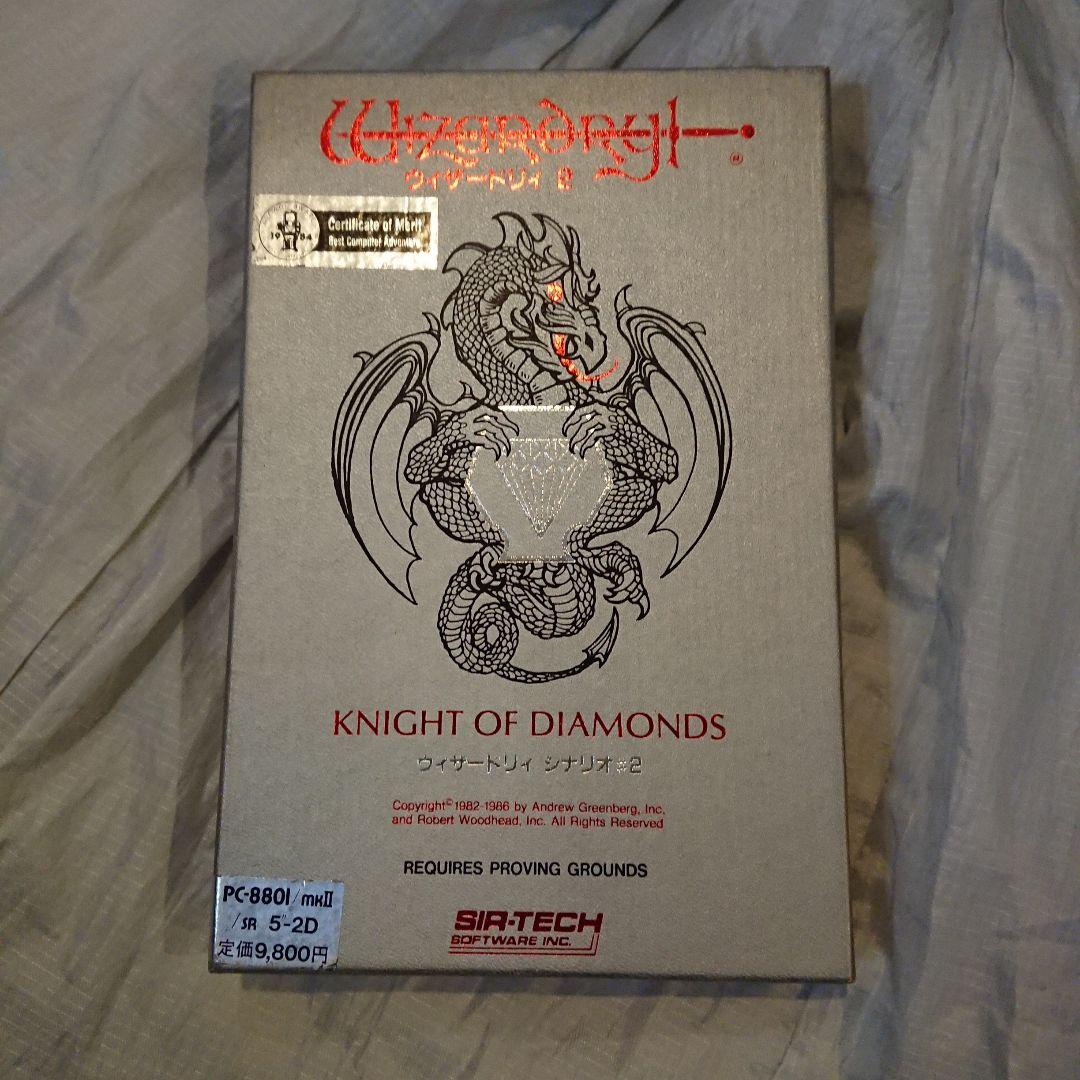 Wizardry
®
ウィザードリィ 2
1984
Certificate of Merit
Best Computer Adventure
KNIGHT OF DIAMONDS
ウィザードリィ シナリオ#2
Copyright©1982-1986 by Andrew Greenberg, Inc.
and Robert Woodhead, Inc. All Rights Reserved
REQUIRES PROVING GROUNDS
PC-8801/mkII
/SR 5"-2D
定価9,800円
SIR-TECH
SOFTWARE INC.